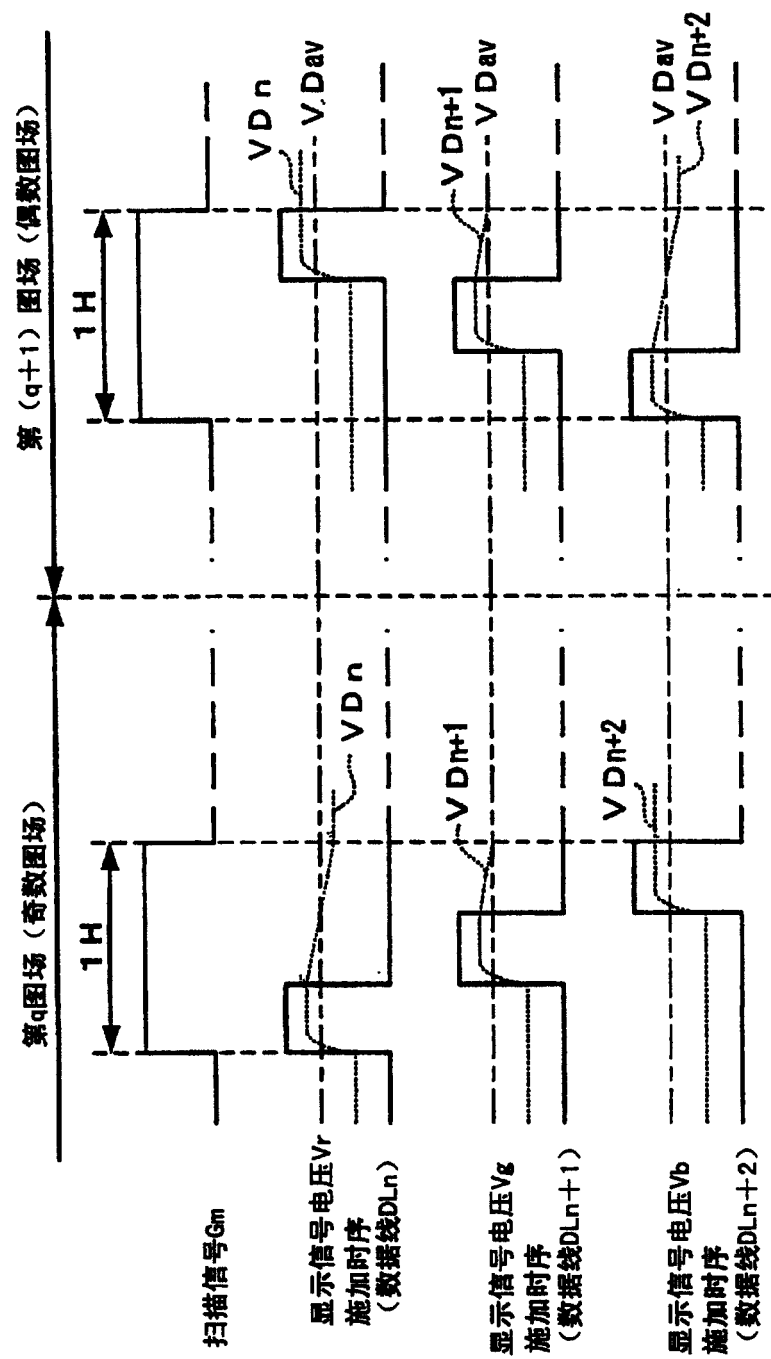 第q图场（奇数图场）
第（q＋1）图场（偶数图场）
1H
1H
扫描信号Gm
显示信号电压Vr
施加时序
（数据线DLn）
VDn
VDn
VDav
显示信号电压Vg
施加时序
（数据线DLn＋1）
VDn+1
VDn+1
VDav
显示信号电压Vb
施加时序
（数据线DLn＋2）
VDn+2
VDav
VDn+2